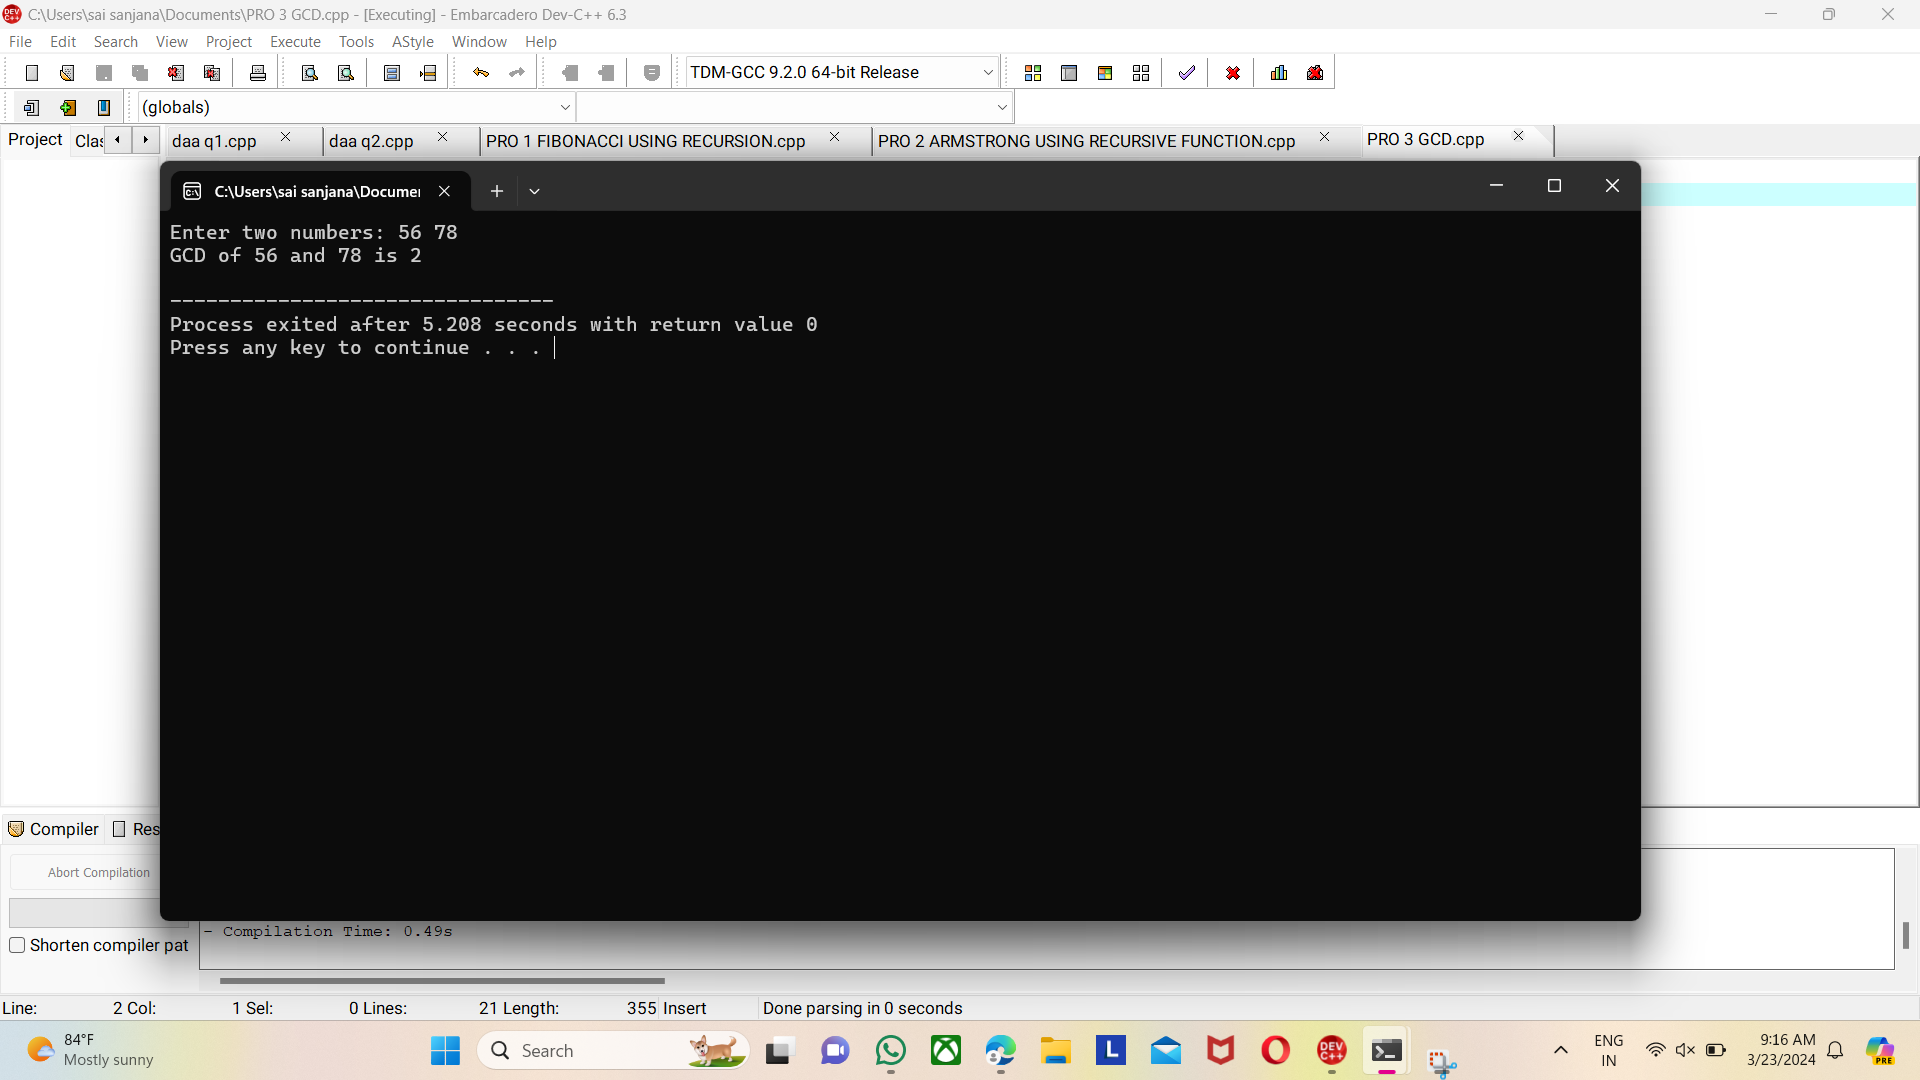 C:\Users\sai sanjana\Documents\PRO 3 GCD.cpp - [Executing] - Embarcadero Dev-C++ 6.3
File Edit Search View Project Execute Tools AStyle Window Help
TDM-GCC 9.2.0 64-bit Release
(globals)
Project Clas daa q1.cpp daa q2.cpp PRO 1 FIBONACCI USING RECURSION.cpp PRO 2 ARMSTRONG USING RECURSIVE FUNCTION.cpp PRO 3 GCD.cpp
C:\Users\sai sanjana\Documen
Enter two numbers: 56 78
GCD of 56 and 78 is 2
--------------------------------
Process exited after 5.208 seconds with return value 0
Press any key to continue . . .
Compiler Res
Abort Compilation
- Compilation Time: 0.49s
Shorten compiler pat
Line: 2 Col: 1 Sel: 0 Lines: 21 Length: 355 Insert Done parsing in 0 seconds
84°F
Mostly sunny
Search
DEV C++
L
ENG
IN
9:16 AM
3/23/2024
PRE